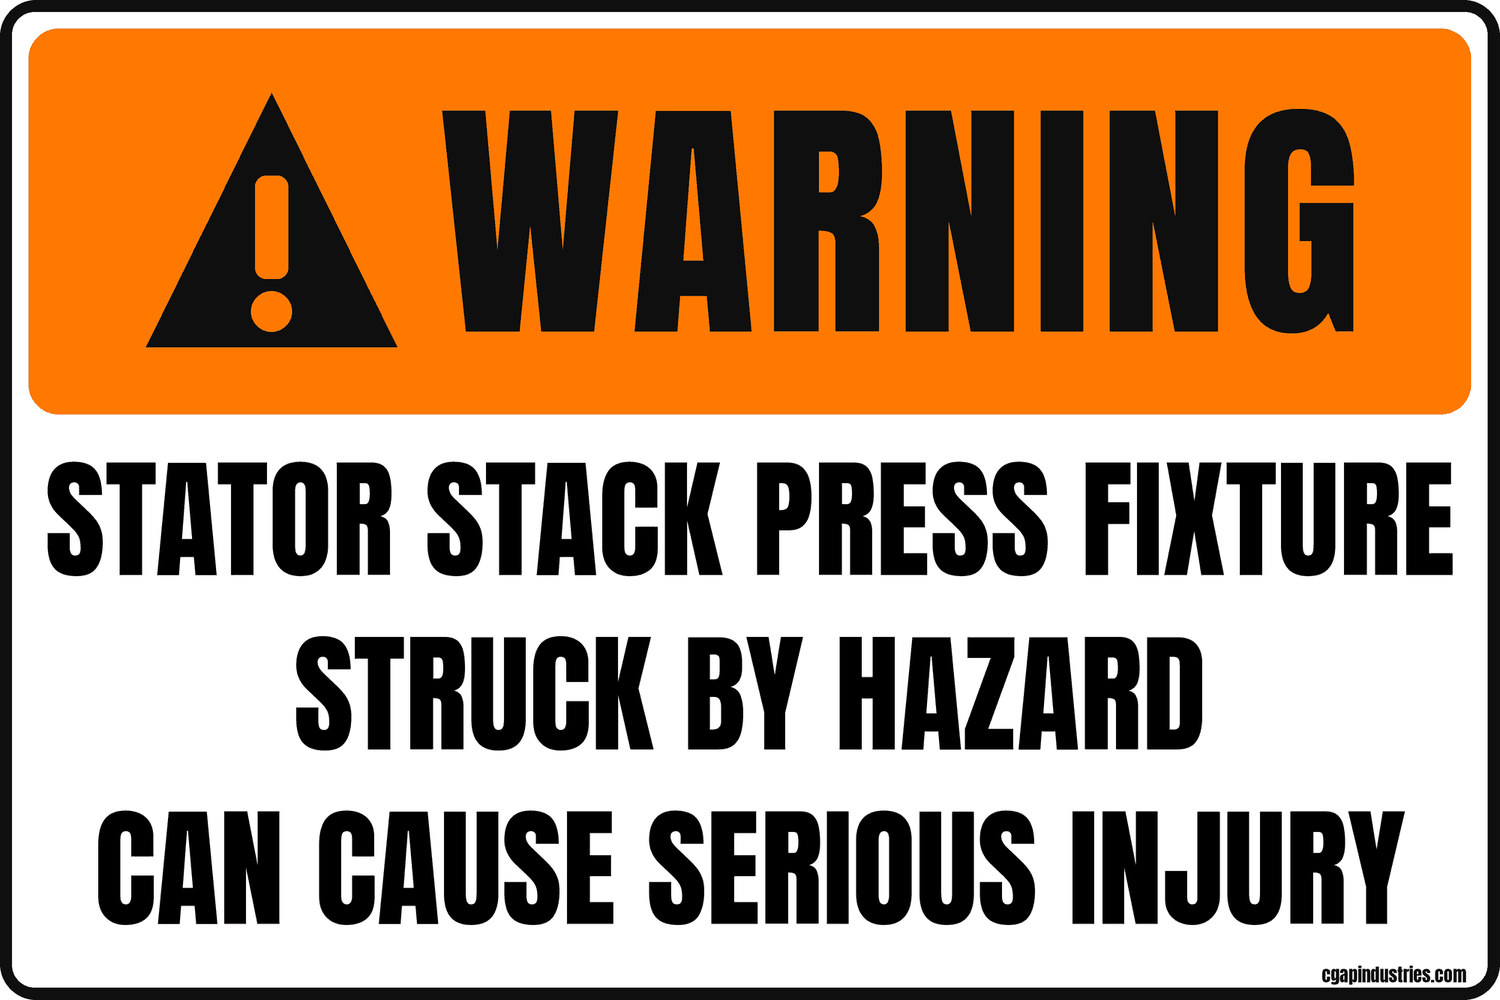 WARNING
STATOR STACK PRESS FIXTURE
STRUCK BY HAZARD
CAN CAUSE SERIOUS INJURY
cgapindustries.com